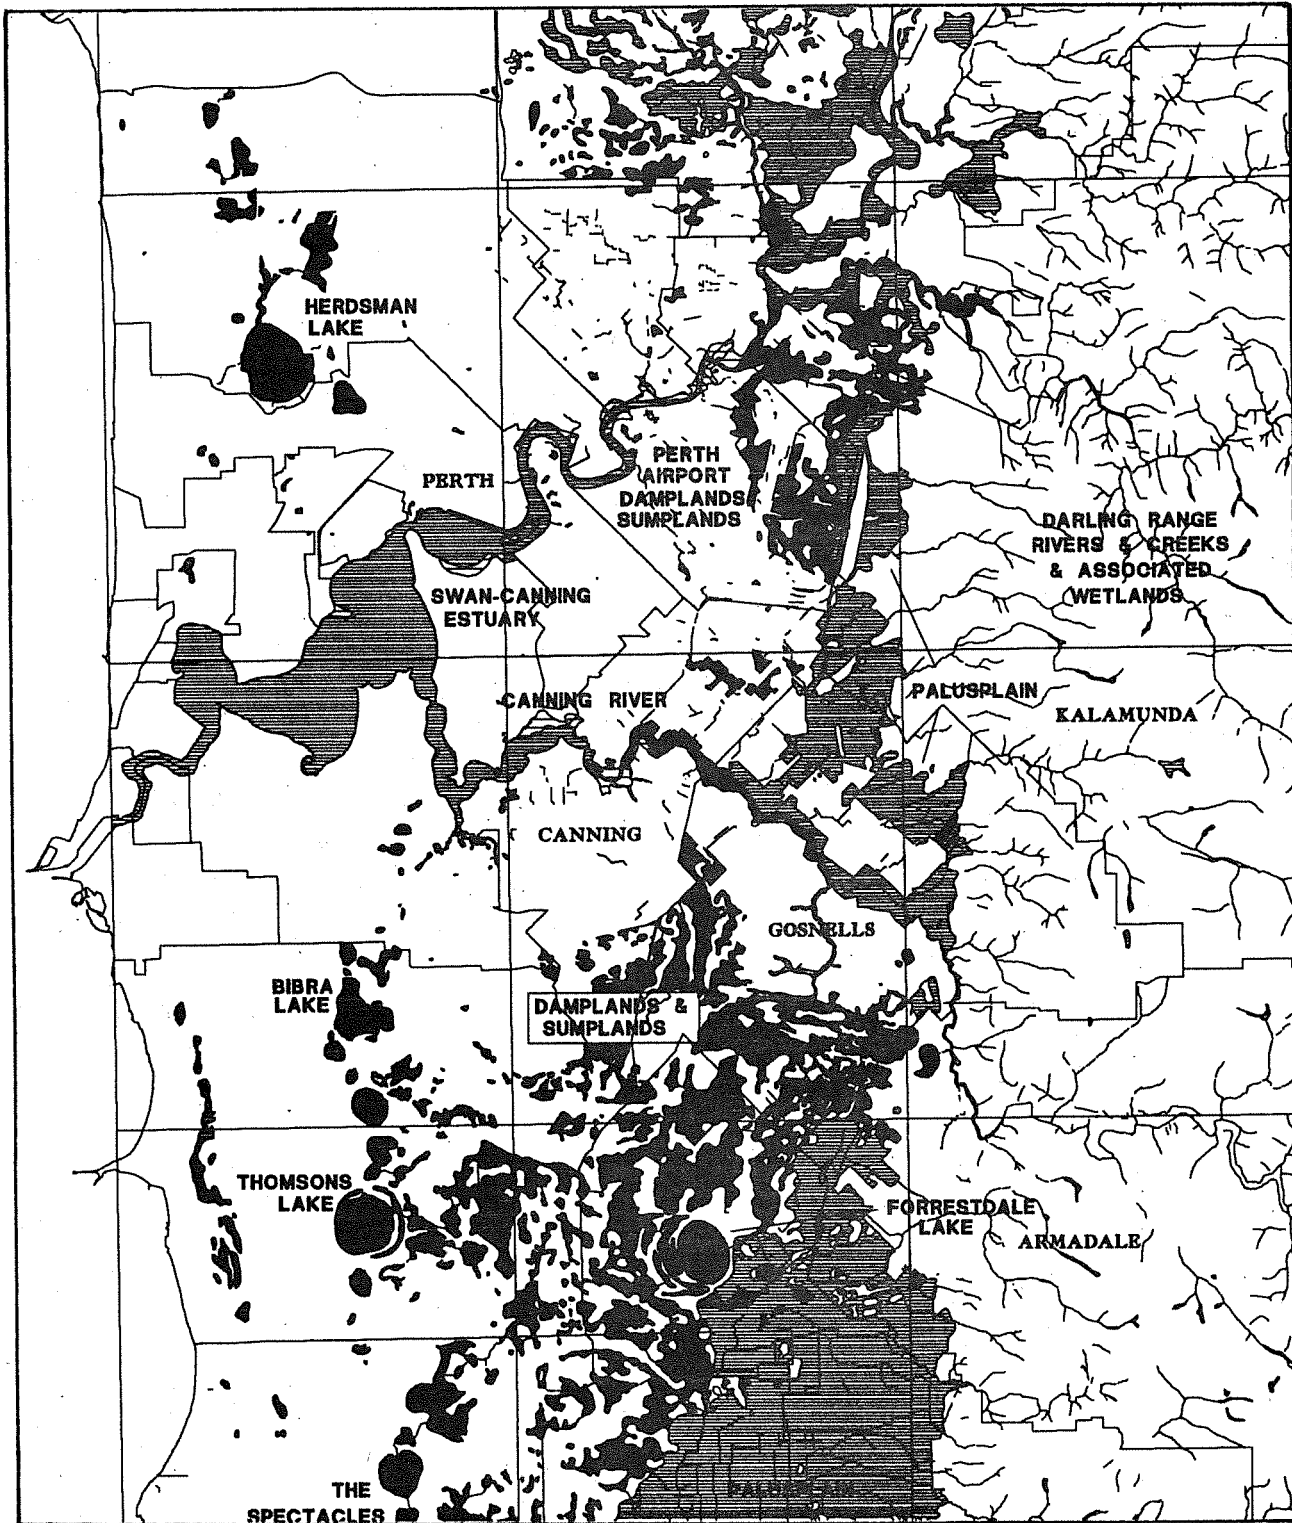 HERDSMAN
LAKE
PERTH
PERTH
AIRPORT
DAMPLANDS
SUMPLANDS
DARLING RANGE
RIVERS & CREEKS
& ASSOCIATED
WETLANDS
SWAN-CANNING
ESTUARY
CANNING RIVER
PALUSPLAIN
KALAMUNDA
CANNING
GOSNELLS
BIBRA
LAKE
DAMPLANDS &
SUMPLANDS
THOMSONS
LAKE
FORRESTDALE
LAKE
ARMADALE
THE
SPECTACLES